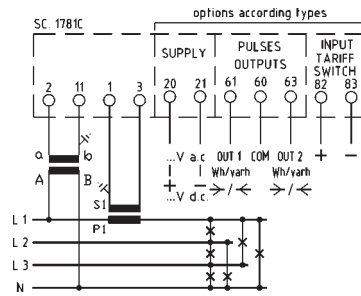 options according types
SC. 1781C
SUPPLY
PULSES OUTPUTS
INPUT TARIFF SWITCH
2 11 1 3 20 21 61 60 63 82 83
a b
A B
S1
P1
...V a.c.
+ −
...V d.c.
OUT 1 COM OUT 2
Wh/varh Wh/varh
+ −
L 1
L 2
L 3
N